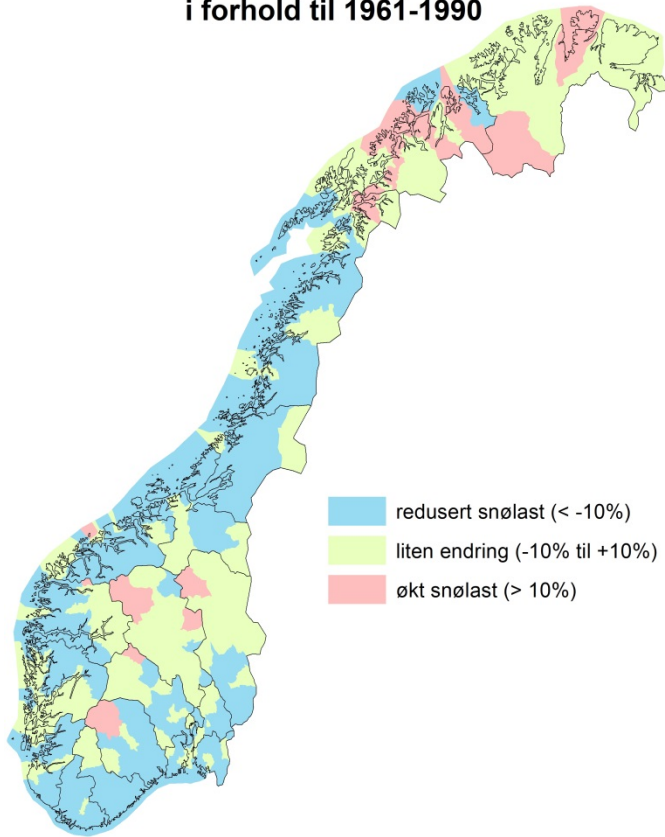 i forhold til 1961-1990
redusert snølast (< -10%)
liten endring (-10% til +10%)
økt snølast (> 10%)